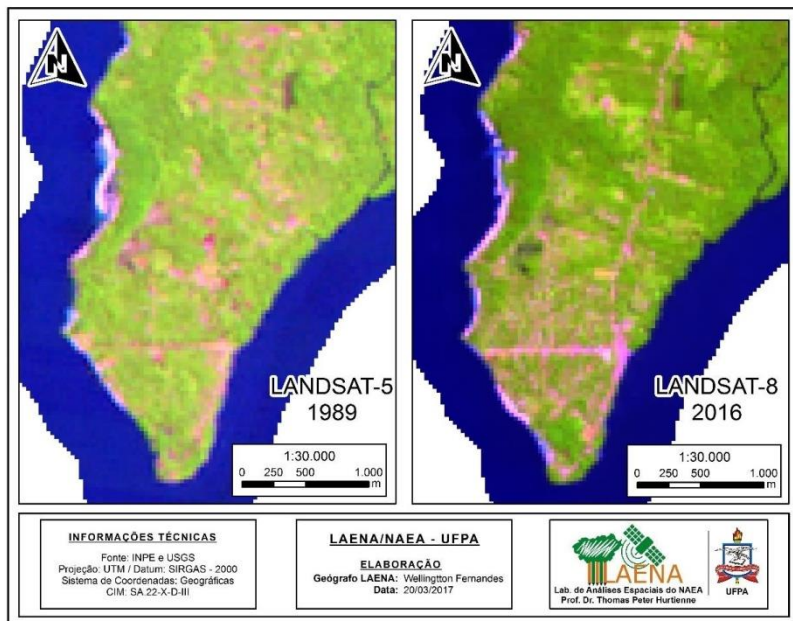 N
LANDSAT-5
1989
1:30.000
0 250 500 1.000
m
N
LANDSAT-8
2016
1:30.000
0 250 500 1.000
m
INFORMAÇÕES TÉCNICAS
Fonte: INPE e USGS
Projeção: UTM / Datum: SIRGAS - 2000
Sistema de Coordenadas: Geográficas
CIM: SA.22-X-D-III
LAENA/NAEA - UFPA
ELABORAÇÃO
Geógrafo LAENA: Wellingtton Fernandes
Data: 20/03/2017
LAENA
Lab. de Análises Espaciais do NAEA
Prof. Dr. Thomas Peter Hurtienne
UFPA